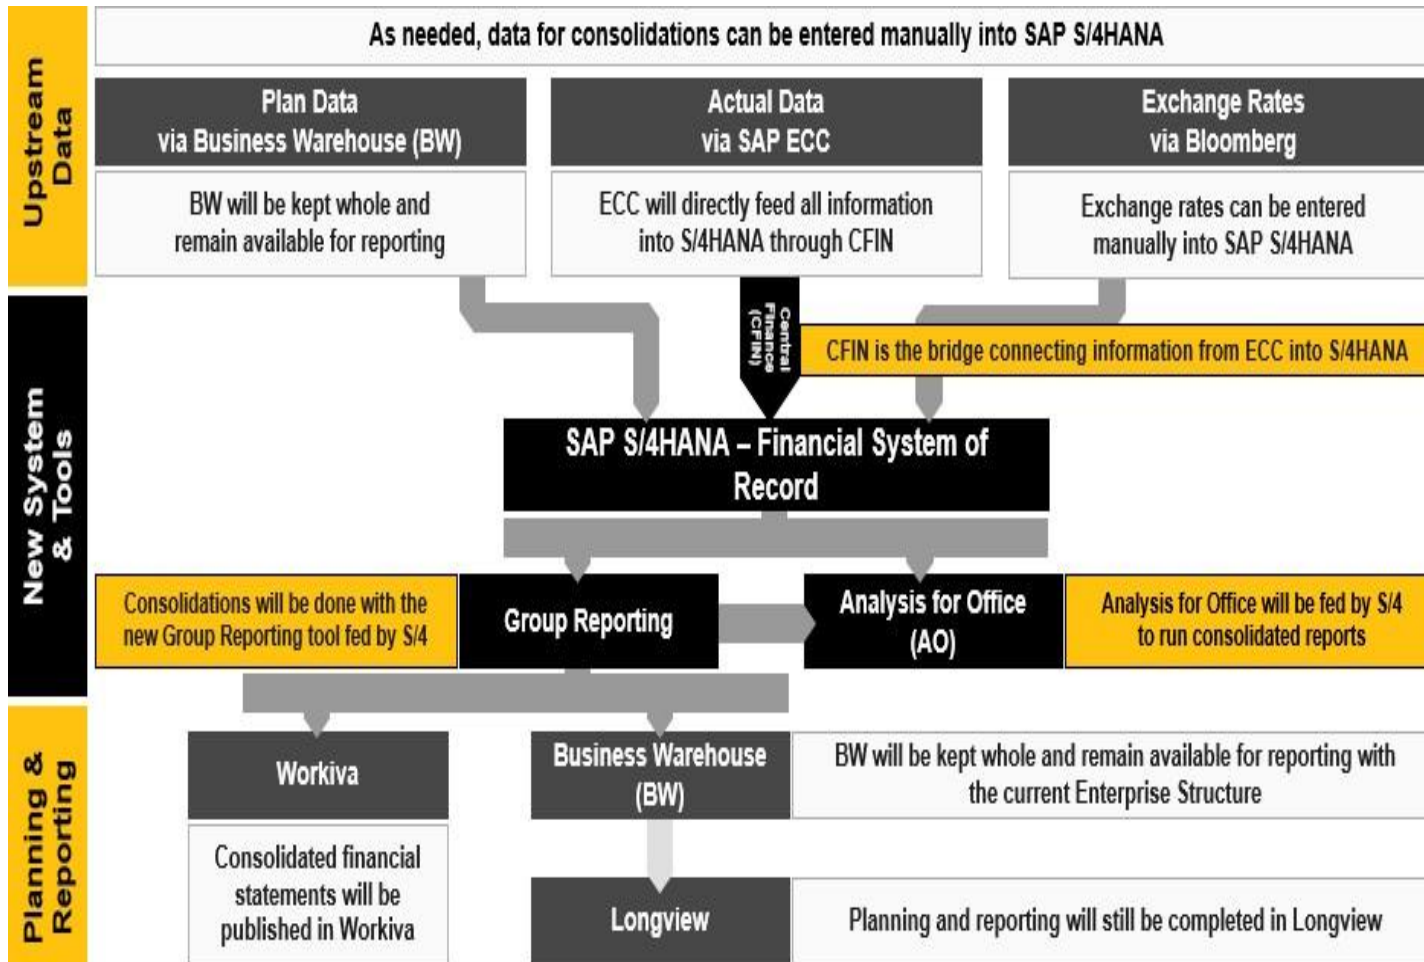 As needed, data for consolidations can be entered manually into SAP S/4HANA
Upstream
Data
Plan Data
via Business Warehouse (BW)
Actual Data
via SAP ECC
Exchange Rates
via Bloomberg
BW will be kept whole and
remain available for reporting
ECC will directly feed all information
into S/4HANA through CFIN
Exchange rates can be entered
manually into SAP S/4HANA
New System
& Tools
Central
Finance
(CFIN)
CFIN is the bridge connecting information from ECC into S/4HANA
SAP S/4HANA – Financial System of
Record
Consolidations will be done with the
new Group Reporting tool fed by S/4
Group Reporting
Analysis for Office
(AO)
Analysis for Office will be fed by S/4
to run consolidated reports
Planning &
Reporting
Workiva
Business Warehouse
(BW)
BW will be kept whole and remain available for reporting with
the current Enterprise Structure
Consolidated financial
statements will be
published in Workiva
Longview
Planning and reporting will still be completed in Longview